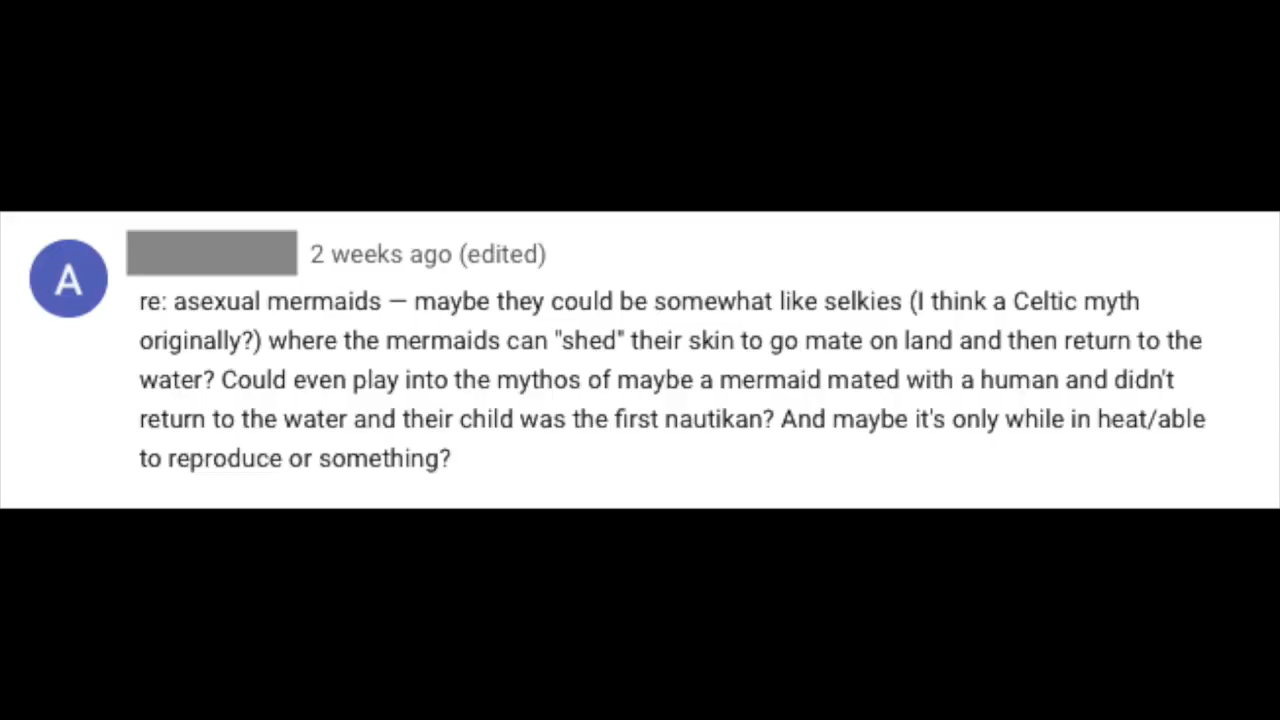 A
2 weeks ago (edited)
re: asexual mermaids — maybe they could be somewhat like selkies (I think a Celtic myth
originally?) where the mermaids can "shed" their skin to go mate on land and then return to the
water? Could even play into the mythos of maybe a mermaid mated with a human and didn't
return to the water and their child was the first nautikan? And maybe it's only while in heat/able
to reproduce or something?